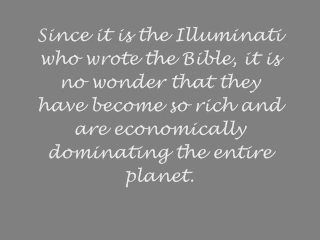 Since it is the Illuminati
who wrote the Bible, it is
no wonder that they
have become so rich and
are economically
dominating the entire
planet.